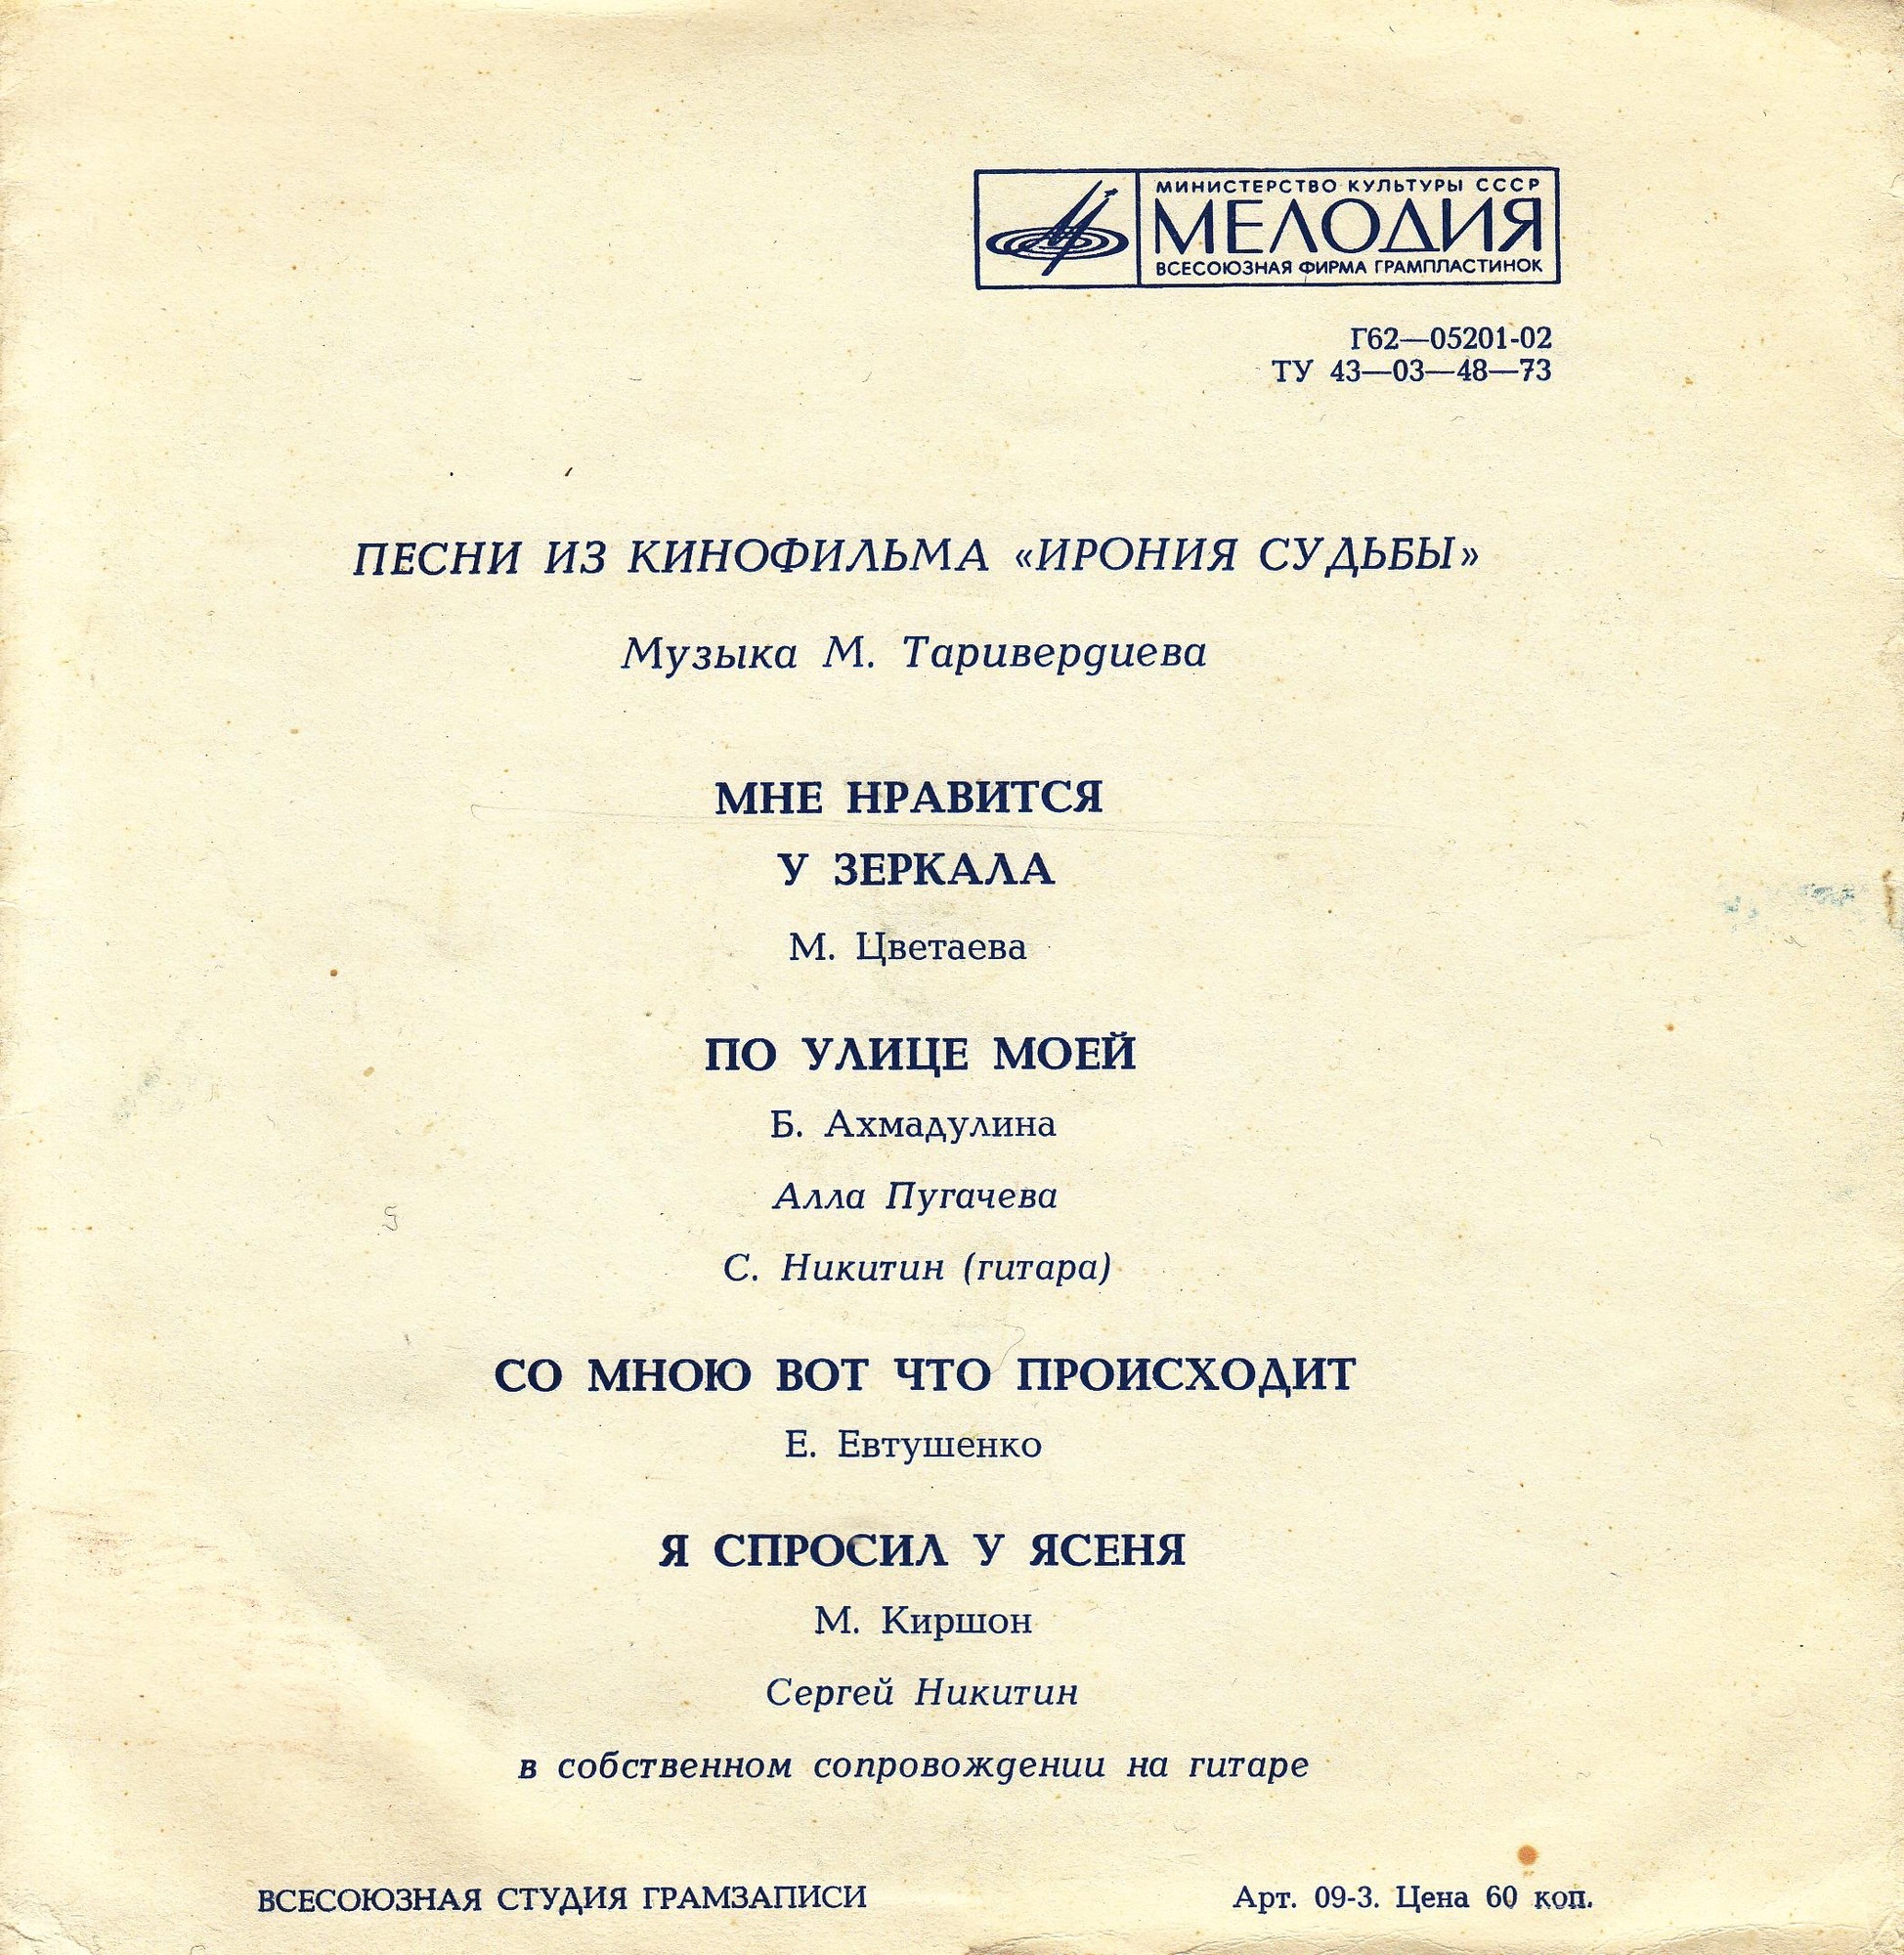 МИНИСТЕРСТВО КУЛЬТУРЫ СССР
МЕЛОДИЯ
ВСЕСОЮЗНАЯ ФИРМА ГРАМПЛАСТИНОК
Г62—05201-02
ТУ 43—03—48—73
ПЕСНИ ИЗ КИНОФИЛЬМА «ИРОНИЯ СУДЬБЫ»
Музыка М. Таривердиева
МНЕ НРАВИТСЯ
У ЗЕРКАЛА
М. Цветаева
ПО УЛИЦЕ МОЕЙ
Б. Ахмадулина
Алла Пугачева
С. Никитин (гитара)
СО МНОЮ ВОТ ЧТО ПРОИСХОДИТ
Е. Евтушенко
Я СПРОСИЛ У ЯСЕНЯ
М. Киршон
Сергей Никитин
в собственном сопровождении на гитаре
ВСЕСОЮЗНАЯ СТУДИЯ ГРАМЗАПИСИ
Арт. 09-3. Цена 60 коп.